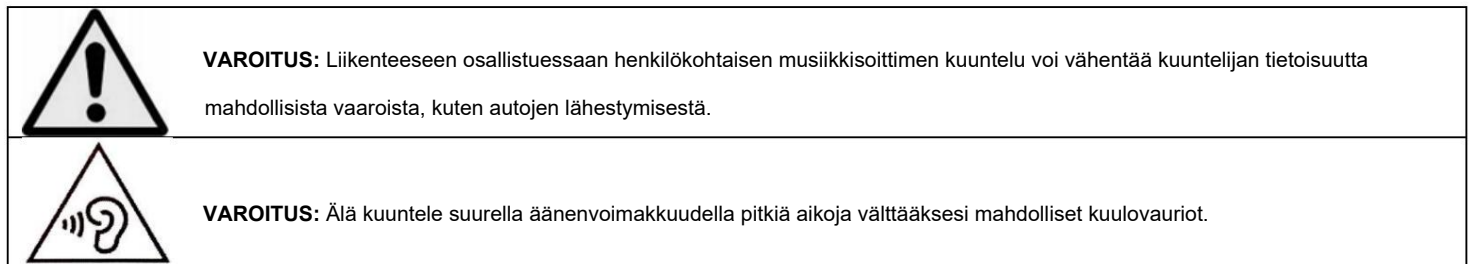 VAROITUS: Liikenteeseen osallistuessaan henkilökohtaisen musiikkisoittimen kuuntelu voi vähentää kuuntelijan tietoisuutta
mahdollisista vaaroista, kuten autojen lähestymisestä.
VAROITUS: Älä kuuntele suurella äänenvoimakkuudella pitkiä aikoja välttääksesi mahdolliset kuulovauriot.